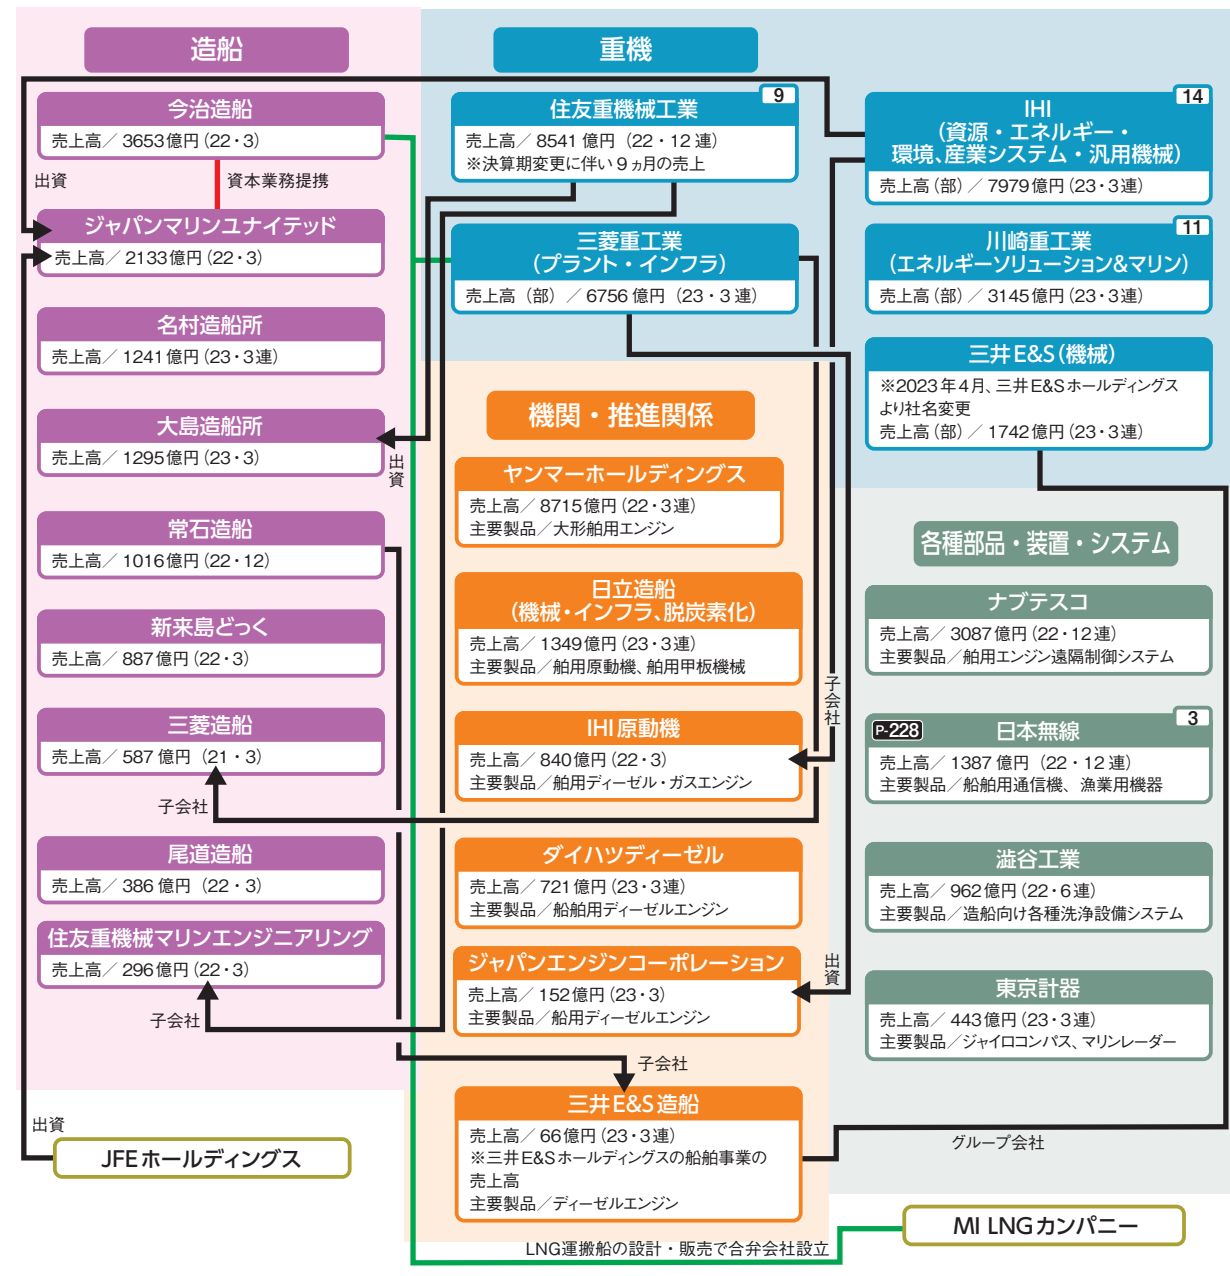 造船
今治造船
売上高／3653億円（22・3）
出資
資本業務提携
ジャパンマリンユナイテッド
売上高／2133億円（22・3）
名村造船所
売上高／1241億円（23・3連）
大島造船所
売上高／1295億円（23・3）
出資
常石造船
売上高／1016億円（22・12）
新来島どっく
売上高／887億円（22・3）
三菱造船
売上高／587億円（21・3）
子会社
尾道造船
売上高／386億円（22・3）
住友重機械マリンエンジニアリング
売上高／296億円（22・3）
子会社
出資
JFEホールディングス
重機
9
住友重機械工業
売上高／8541億円（22・12連）
※決算期変更に伴い9ヵ月の売上
三菱重工業
（プラント・インフラ）
売上高（部）／6756億円（23・3連）
14
IHI
（資源・エネルギー・
環境、産業システム・汎用機械）
売上高（部）／7979億円（23・3連）
11
川崎重工業
（エネルギーソリューション&マリン）
売上高（部）／3145億円（23・3連）
三井E&S（機械）
※2023年4月、三井E&Sホールディングス
より社名変更
売上高（部）／1742億円（23・3連）
機関・推進関係
ヤンマーホールディングス
売上高／8715億円（22・3連）
主要製品／大形舶用エンジン
日立造船
（機械・インフラ、脱炭素化）
売上高／1349億円（23・3連）
主要製品／舶用原動機、舶用甲板機械
子会社
IHI原動機
売上高／840億円（22・3）
主要製品／舶用ディーゼル・ガスエンジン
ダイハツディーゼル
売上高／721億円（23・3連）
主要製品／船舶用ディーゼルエンジン
ジャパンエンジンコーポレーション
売上高／152億円（23・3）
主要製品／船用ディーゼルエンジン
出資
子会社
三井E&S造船
売上高／66億円（23・3連）
※三井E&Sホールディングスの船舶事業の
売上高
主要製品／ディーゼルエンジン
各種部品・装置・システム
ナブテスコ
売上高／3087億円（22・12連）
主要製品／舶用エンジン遠隔制御システム
P-228
3
日本無線
売上高／1387億円（22・12連）
主要製品／船舶用通信機、漁業用機器
澁谷工業
売上高／962億円（22・6連）
主要製品／造船向け各種洗浄設備システム
東京計器
売上高／443億円（23・3連）
主要製品／ジャイロコンパス、マリンレーダー
グループ会社
MI LNGカンパニー
LNG運搬船の設計・販売で合弁会社設立